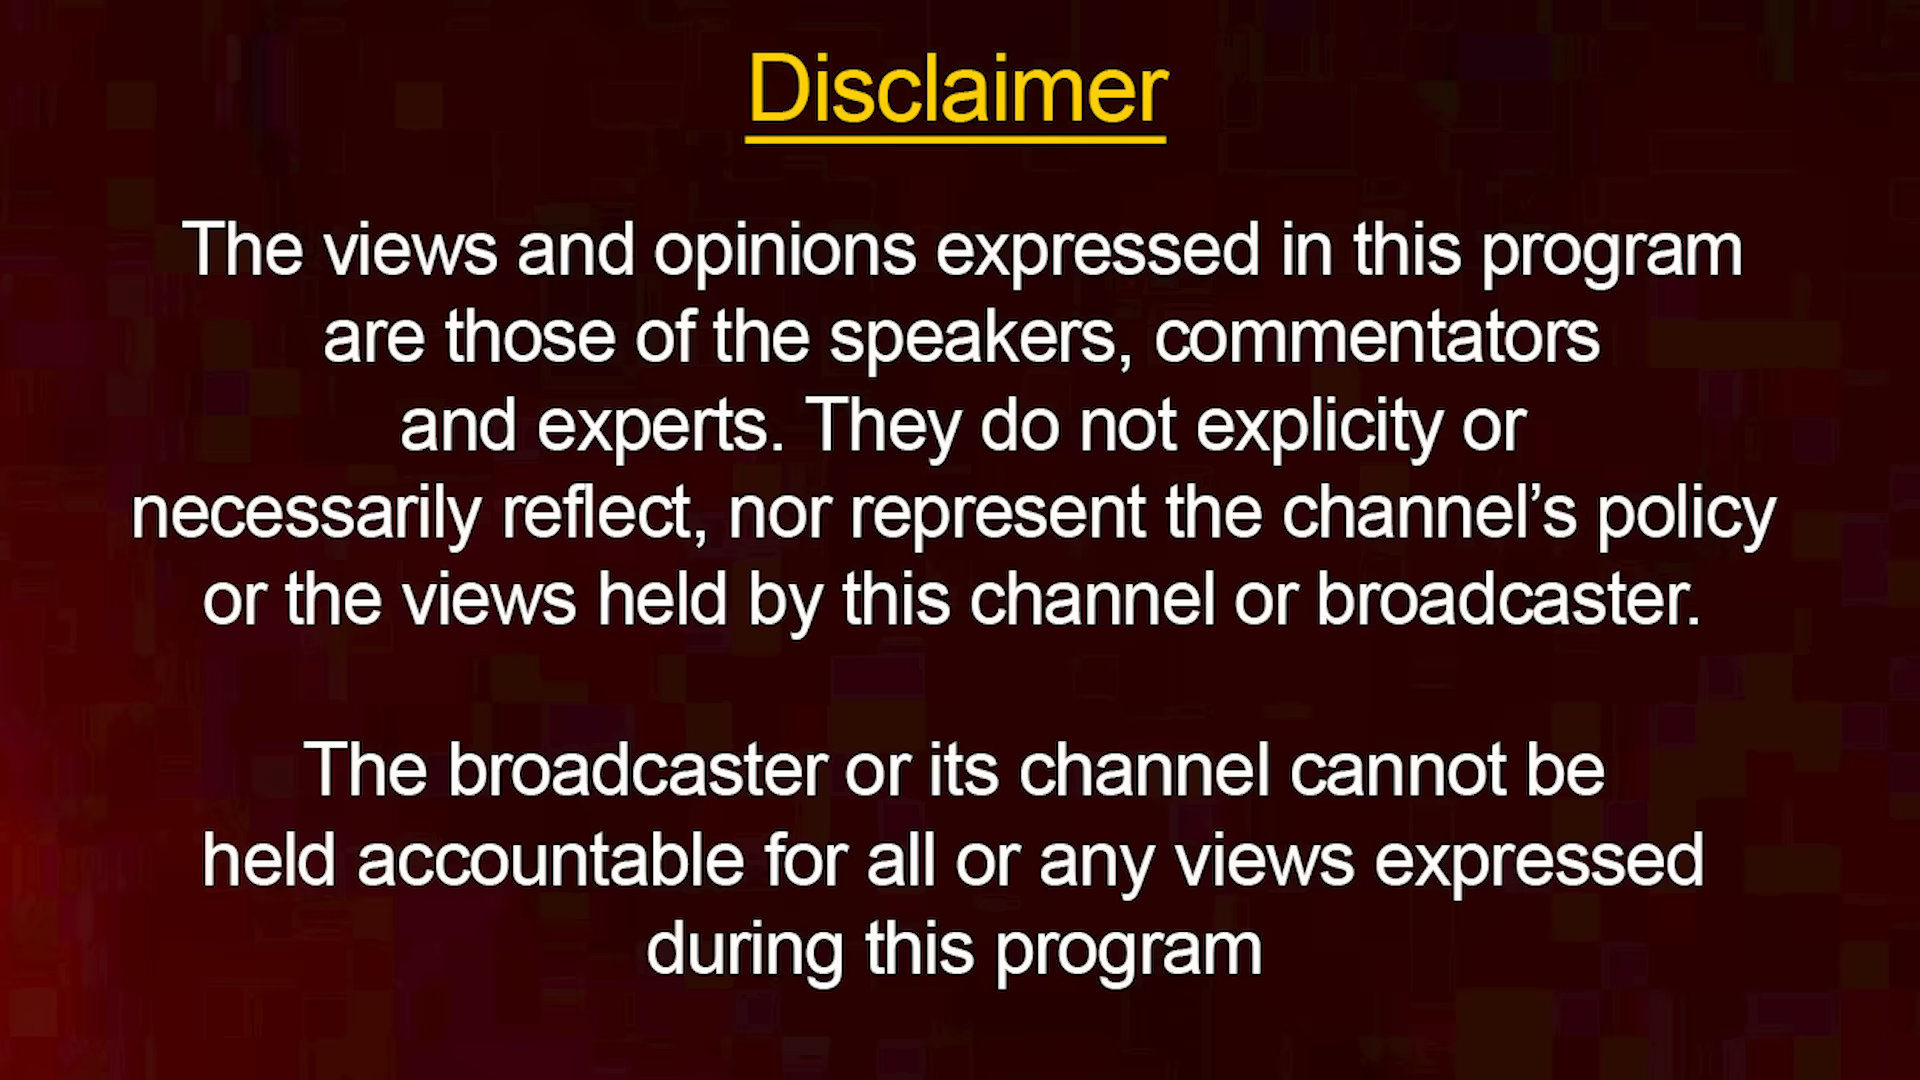 Disclaimer
The views and opinions expressed in this program
are those of the speakers, commentators
and experts. They do not explicity or
necessarily reflect, nor represent the channel’s policy
or the views held by this channel or broadcaster.
The broadcaster or its channel cannot be
held accountable for all or any views expressed
during this program